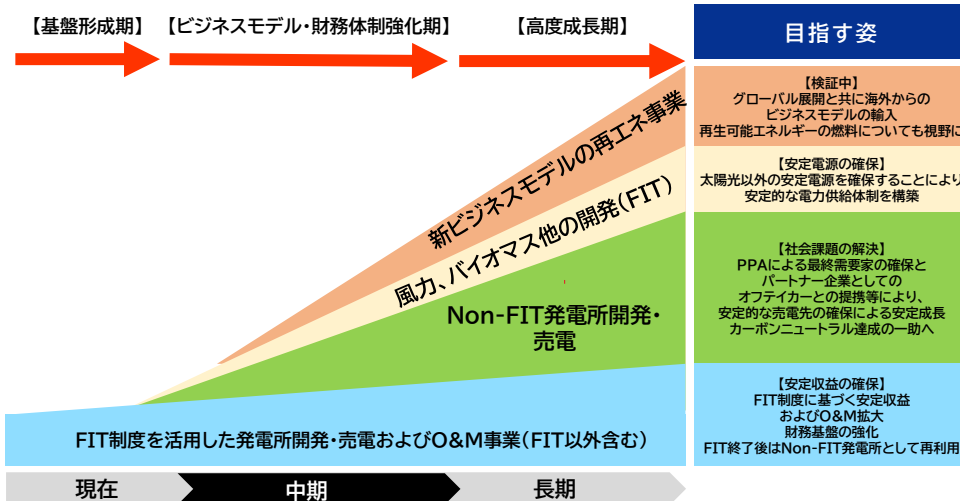 【基盤形成期】
【ビジネスモデル・財務体制強化期】
【高度成長期】
目指す姿
新ビジネスモデルの再エネ事業
風力、バイオマス他の開発(FIT)
Non-FIT発電所開発・
売電
FIT制度を活用した発電所開発・売電およびO&M事業(FIT以外含む)
【検証中】
グローバル展開と共に海外からの
ビジネスモデルの輸入
再生可能エネルギーの燃料についても視野に
【安定電源の確保】
太陽光以外の安定電源を確保することにより
安定的な電力供給体制を構築
【社会課題の解決】
PPAによる最終需要家の確保と
パートナー企業としての
オフテイカーとの提携等により、
安定的な売電先の確保による安定成長
カーボンニュートラル達成の一助へ
【安定収益の確保】
FIT制度に基づく安定収益
およびO&M拡大
財務基盤の強化
FIT終了後はNon-FIT発電所として再利用
現在
中期
長期